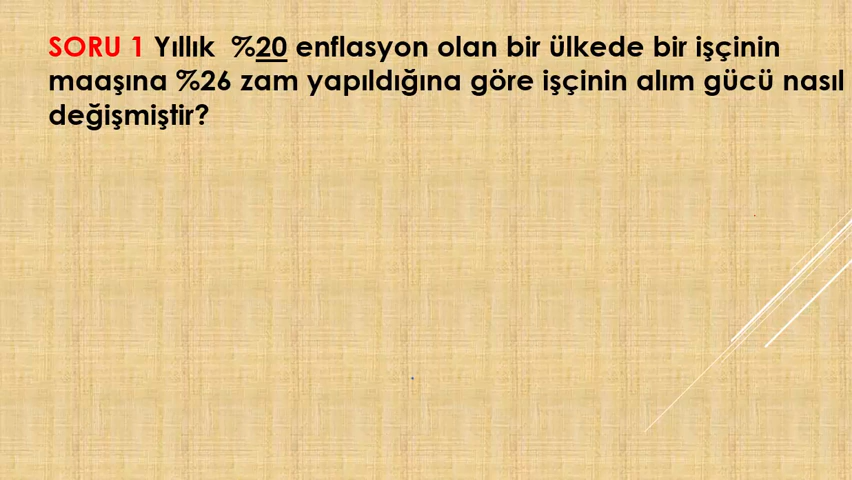 SORU 1 Yıllık %20 enflasyon olan bir ülkede bir işçinin
maaşına %26 zam yapıldığına göre işçinin alım gücü nasıl
değişmiştir?